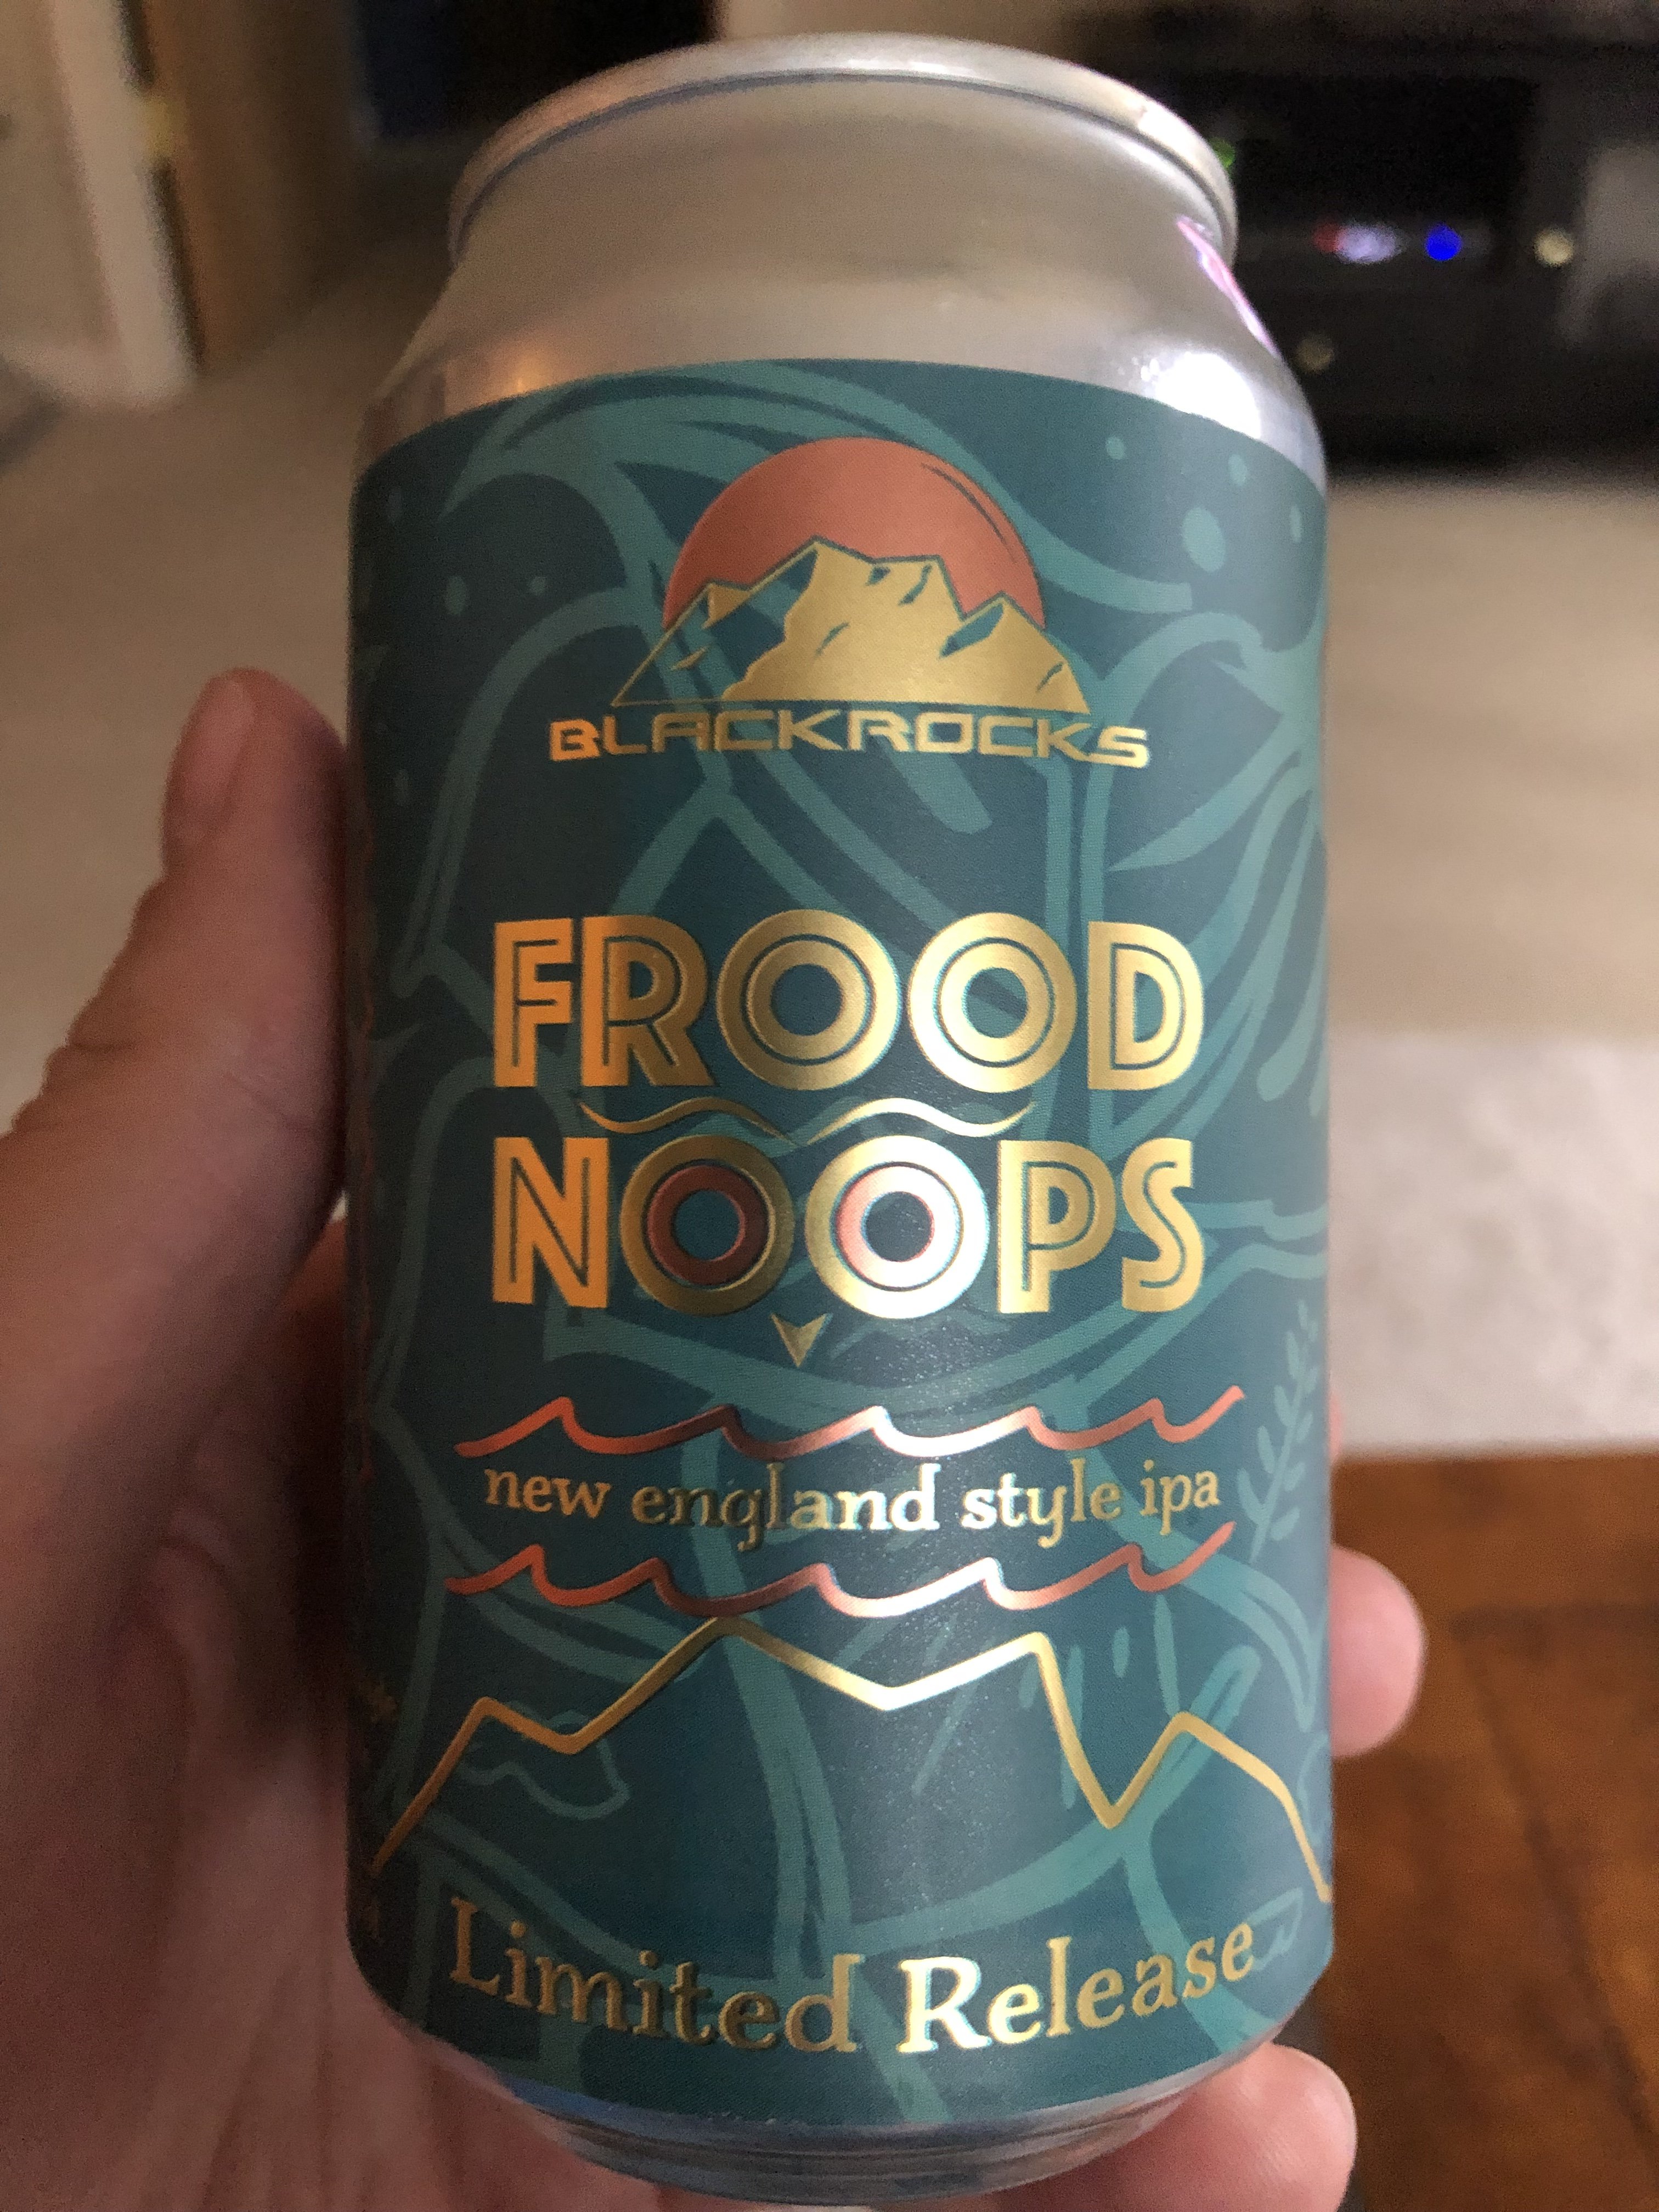 BLACKROCKS
FROOD
NOOPS
new england style ipa
Limited Release